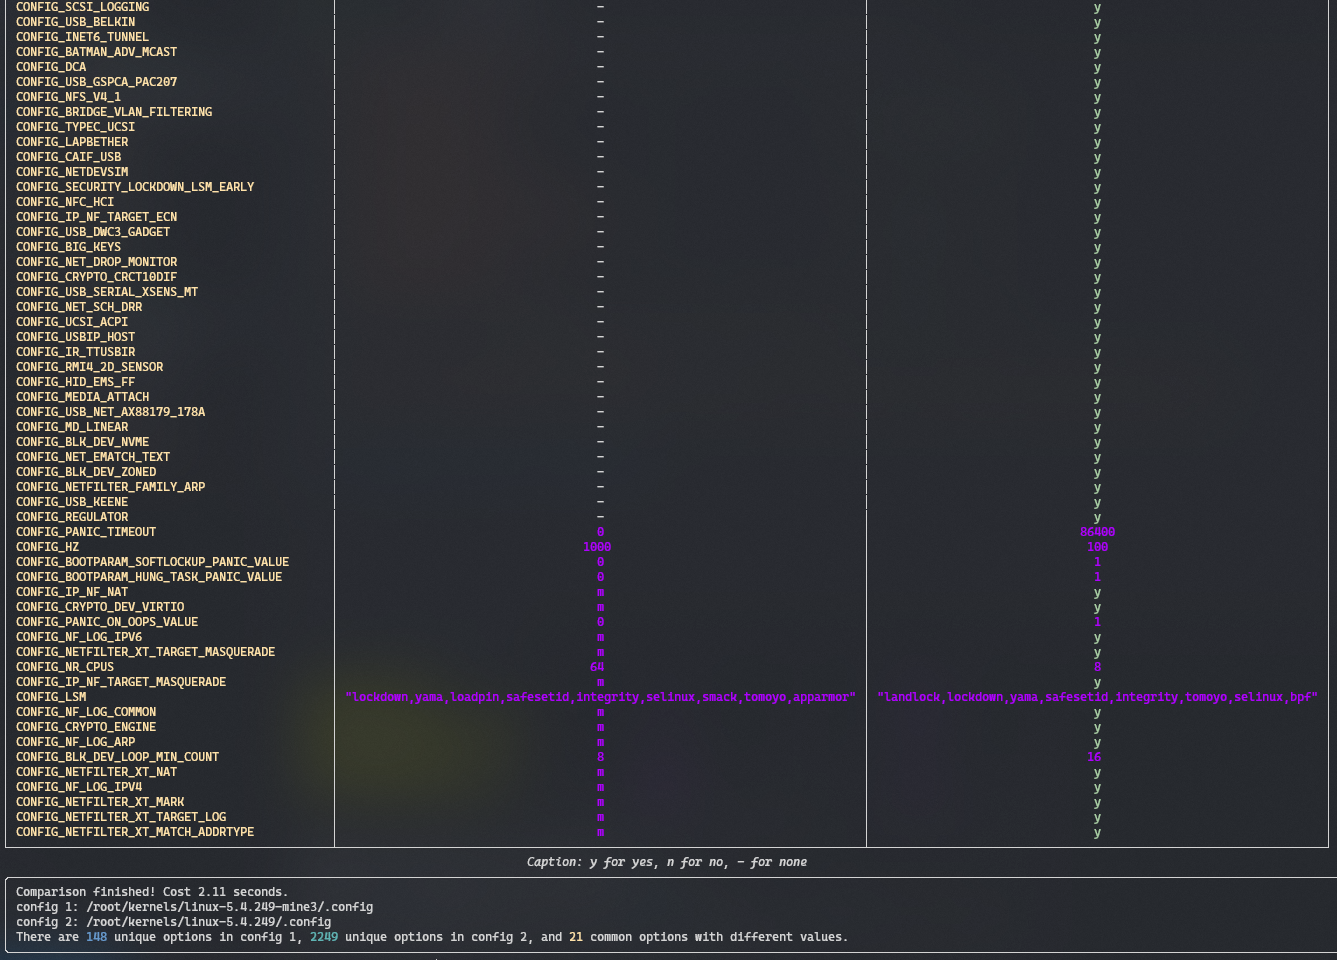 CONFIG_SCSI_LOGGING – y
CONFIG_USB_BELKIN – y
CONFIG_INET6_TUNNEL – y
CONFIG_BATMAN_ADV_MCAST – y
CONFIG_DCA – y
CONFIG_USB_GSPCA_PAC207 – y
CONFIG_NFS_V4_1 – y
CONFIG_BRIDGE_VLAN_FILTERING – y
CONFIG_TYPEC_UCSI – y
CONFIG_LAPBETHER – y
CONFIG_CAIF_USB – y
CONFIG_NETDEVSIM – y
CONFIG_SECURITY_LOCKDOWN_LSM_EARLY – y
CONFIG_NFC_HCI – y
CONFIG_IP_NF_TARGET_ECN – y
CONFIG_USB_DWC3_GADGET – y
CONFIG_BIG_KEYS – y
CONFIG_NET_DROP_MONITOR – y
CONFIG_CRYPTO_CRCT10DIF – y
CONFIG_USB_SERIAL_XSENS_MT – y
CONFIG_NET_SCH_DRR – y
CONFIG_UCSI_ACPI – y
CONFIG_USBIP_HOST – y
CONFIG_IR_TTUSBIR – y
CONFIG_RMI4_2D_SENSOR – y
CONFIG_HID_EMS_FF – y
CONFIG_MEDIA_ATTACH – y
CONFIG_USB_NET_AX88179_178A – y
CONFIG_MD_LINEAR – y
CONFIG_BLK_DEV_NVME – y
CONFIG_NET_EMATCH_TEXT – y
CONFIG_BLK_DEV_ZONED – y
CONFIG_NETFILTER_FAMILY_ARP – y
CONFIG_USB_KEENE – y
CONFIG_REGULATOR – y
CONFIG_PANIC_TIMEOUT 0 86400
CONFIG_HZ 1000 100
CONFIG_BOOTPARAM_SOFTLOCKUP_PANIC_VALUE 0 1
CONFIG_BOOTPARAM_HUNG_TASK_PANIC_VALUE 0 1
CONFIG_IP_NF_NAT m y
CONFIG_CRYPTO_DEV_VIRTIO m y
CONFIG_PANIC_ON_OOPS_VALUE 0 1
CONFIG_NF_LOG_IPV6 m y
CONFIG_NETFILTER_XT_TARGET_MASQUERADE m y
CONFIG_NR_CPUS 64 8
CONFIG_IP_NF_TARGET_MASQUERADE m y
CONFIG_LSM "lockdown,yama,loadpin,safesetid,integrity,selinux,smack,tomoyo,apparmor" "landlock,lockdown,yama,safesetid,integrity,tomoyo,selinux,bpf"
CONFIG_NF_LOG_COMMON m y
CONFIG_CRYPTO_ENGINE m y
CONFIG_NF_LOG_ARP m y
CONFIG_BLK_DEV_LOOP_MIN_COUNT 8 16
CONFIG_NETFILTER_XT_NAT m y
CONFIG_NF_LOG_IPV4 m y
CONFIG_NETFILTER_XT_MARK m y
CONFIG_NETFILTER_XT_TARGET_LOG m y
CONFIG_NETFILTER_XT_MATCH_ADDRTYPE m y
Caption: y for yes, n for no, – for none
Comparison finished! Cost 2.11 seconds.
config 1: /root/kernels/linux-5.4.249-mine3/.config
config 2: /root/kernels/linux-5.4.249/.config
There are 148 unique options in config 1, 2249 unique options in config 2, and 21 common options with different values.